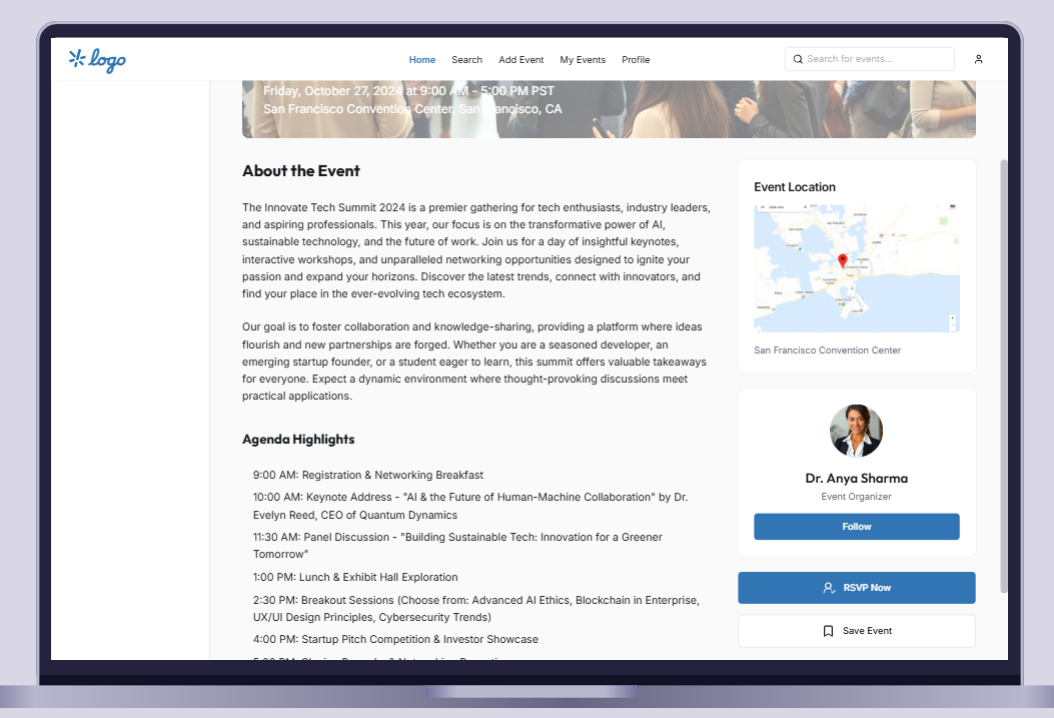 logo
Home Search Add Event My Events Profile
Search for events...
Friday, October 27, 2024 at 9:00 AM - 5:00 PM PST
San Francisco Convention Center, San Francisco, CA
About the Event
The Innovate Tech Summit 2024 is a premier gathering for tech enthusiasts, industry leaders,
and aspiring professionals. This year, our focus is on the transformative power of AI,
sustainable technology, and the future of work. Join us for a day of insightful keynotes,
interactive workshops, and unparalleled networking opportunities designed to ignite your
passion and expand your horizons. Discover the latest trends, connect with innovators, and
find your place in the ever-evolving tech ecosystem.
Our goal is to foster collaboration and knowledge-sharing, providing a platform where ideas
flourish and new partnerships are forged. Whether you are a seasoned developer, an
emerging startup founder, or a student eager to learn, this summit offers valuable takeaways
for everyone. Expect a dynamic environment where thought-provoking discussions meet
practical applications.
Agenda Highlights
9:00 AM: Registration & Networking Breakfast
10:00 AM: Keynote Address - "AI & the Future of Human-Machine Collaboration" by Dr.
Evelyn Reed, CEO of Quantum Dynamics
11:30 AM: Panel Discussion - "Building Sustainable Tech: Innovation for a Greener
Tomorrow"
1:00 PM: Lunch & Exhibit Hall Exploration
2:30 PM: Breakout Sessions (Choose from: Advanced AI Ethics, Blockchain in Enterprise,
UX/UI Design Principles, Cybersecurity Trends)
4:00 PM: Startup Pitch Competition & Investor Showcase
Event Location
San Francisco Convention Center
Dr. Anya Sharma
Event Organizer
Follow
RSVP Now
Save Event